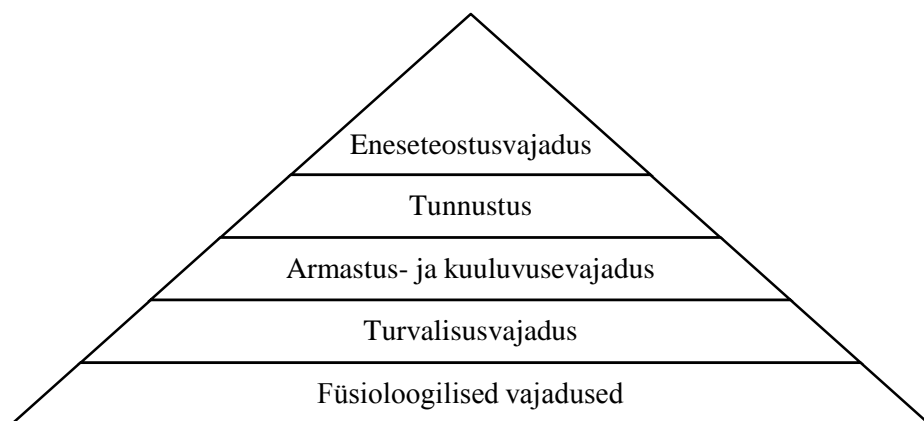 Eneseteostusvajadus
Tunnustus
Armastus- ja kuuluvusevajadus
Turvalisusvajadus
Füsioloogilised vajadused